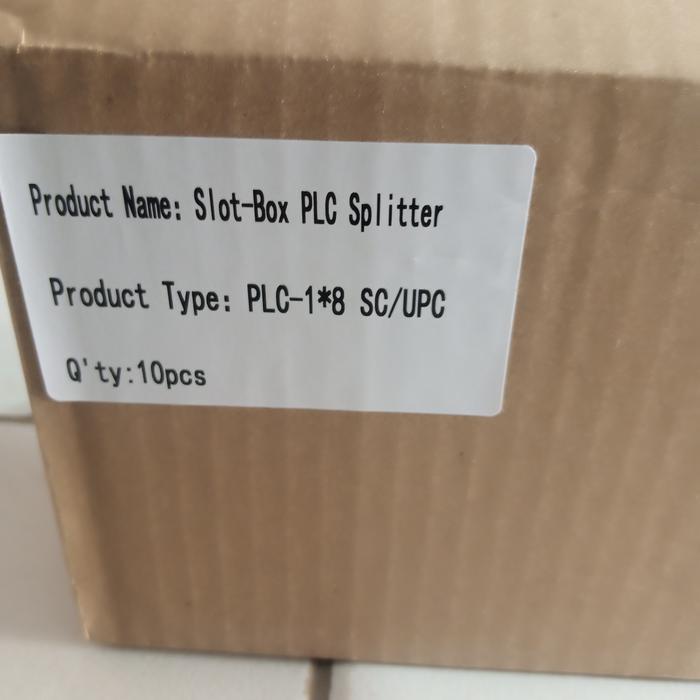 Product Name: Slot-Box PLC Splitter
Product Type: PLC-1*8 SC/UPC
Q'ty:10pcs